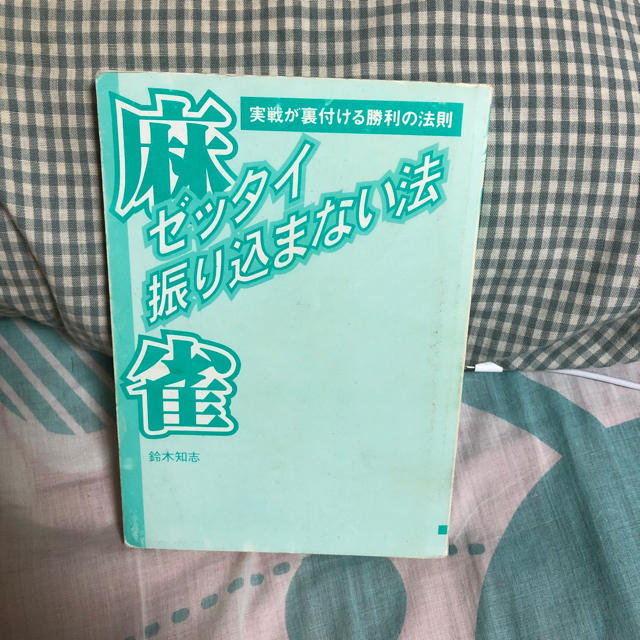 実戦が裏付ける勝利の法則
麻雀
ゼッタイ
振り込まない法
鈴木知志